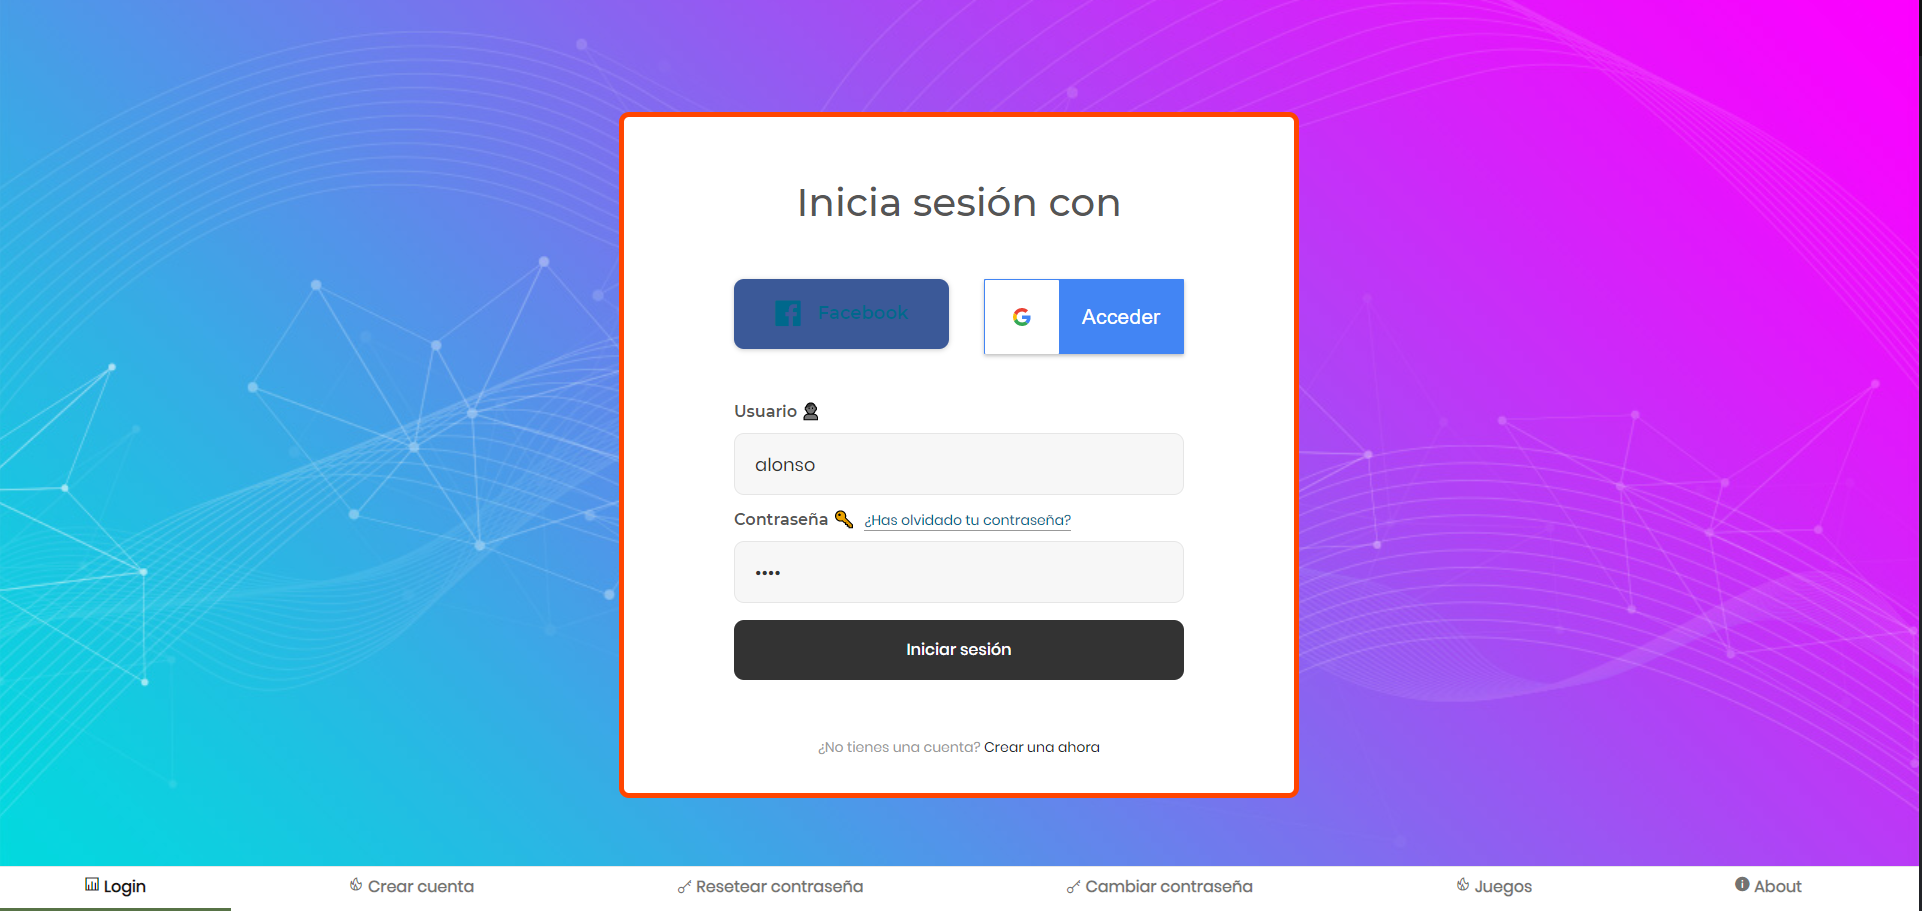 Inicia sesión con
Facebook
Acceder
Usuario
alonso
Contraseña ¿Has olvidado tu contraseña?
••••
Iniciar sesión
¿No tienes una cuenta? Crear una ahora
Login Crear cuenta Resetear contraseña Cambiar contraseña Juegos About